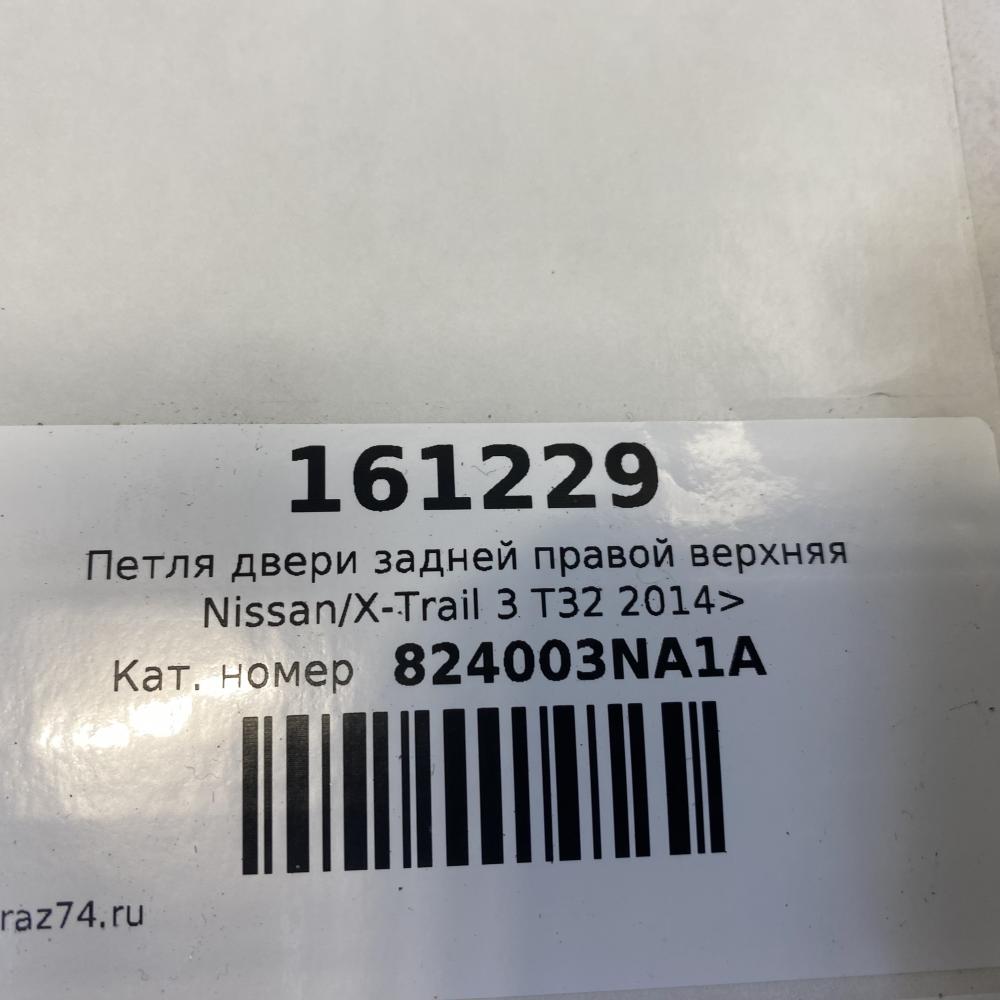 161229
Петля двери задней правой верхняя
Nissan/X-Trail 3 T32 2014>
Кат. номер 824003NA1A
raz74.ru